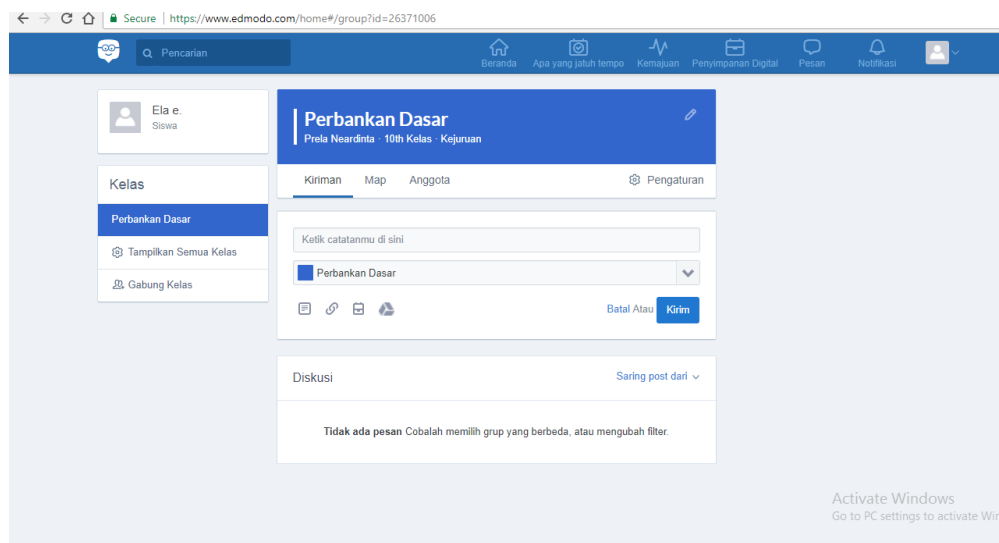 Secure | https://www.edmodo.com/home#/group?id=26371006
Pencarian
Beranda
Apa yang jatuh tempo
Kemajuan
Penyimpanan Digital
Pesan
Notifikasi
Ela e.
Siswa
Kelas
Perbankan Dasar
Tampilkan Semua Kelas
Gabung Kelas
Perbankan Dasar
Prela Neardinta · 10th Kelas · Kejuruan
Kiriman Map Anggota Pengaturan
Ketik catatanmu di sini
Perbankan Dasar
Batal Atau Kirim
Diskusi Saring post dari
Tidak ada pesan Cobalah memilih grup yang berbeda, atau mengubah filter.
Activate Windows
Go to PC settings to activate Wi